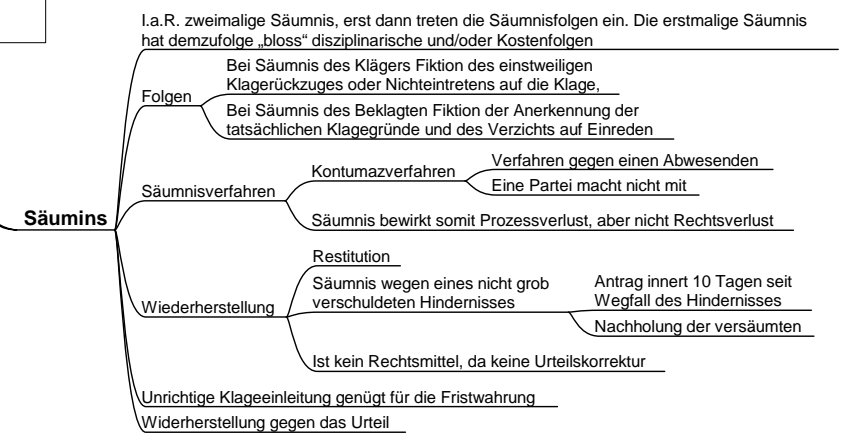 I.a.R. zweimalige Säumnis, erst dann treten die Säumnisfolgen ein. Die erstmalige Säumnis
hat demzufolge „bloss“ disziplinarische und/oder Kostenfolgen
Folgen
Bei Säumnis des Klägers Fiktion des einstweiligen
Klagerückzuges oder Nichteintretens auf die Klage,
Bei Säumnis des Beklagten Fiktion der Anerkennung der
tatsächlichen Klagegründe und des Verzichts auf Einreden
Säumins
Säumnisverfahren
Kontumazverfahren
Verfahren gegen einen Abwesenden
Eine Partei macht nicht mit
Säumnis bewirkt somit Prozessverlust, aber nicht Rechtsverlust
Wiederherstellung
Restitution
Säumnis wegen eines nicht grob
verschuldeten Hindernisses
Antrag innert 10 Tagen seit
Wegfall des Hindernisses
Nachholung der versäumten
Ist kein Rechtsmittel, da keine Urteilskorrektur
Unrichtige Klageeinleitung genügt für die Fristwahrung
Widerherstellung gegen das Urteil